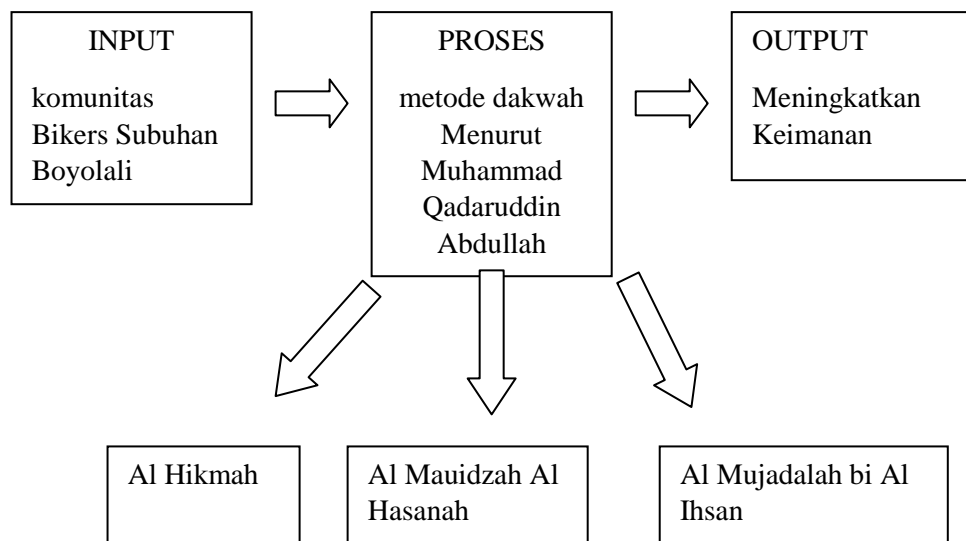 INPUT
komunitas
Bikers Subuhan
Boyolali
PROSES
metode dakwah
Menurut
Muhammad
Qadaruddin
Abdullah
OUTPUT
Meningkatkan
Keimanan
Al Hikmah
Al Mauidzah Al
Hasanah
Al Mujadalah bi Al
Ihsan